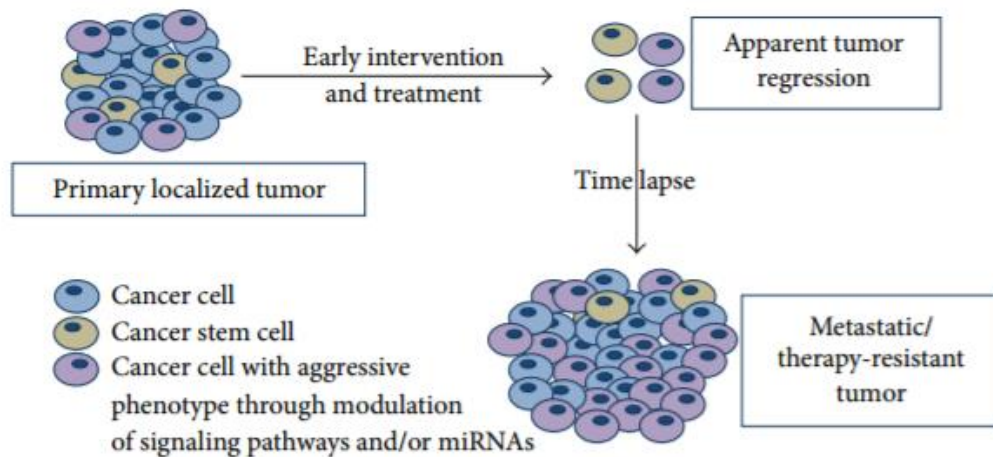 Early intervention
and treatment
Apparent tumor
regression
Primary localized tumor
Time lapse
Cancer cell
Cancer stem cell
Cancer cell with aggressive
phenotype through modulation
of signaling pathways and/or miRNAs
Metastatic/
therapy-resistant
tumor